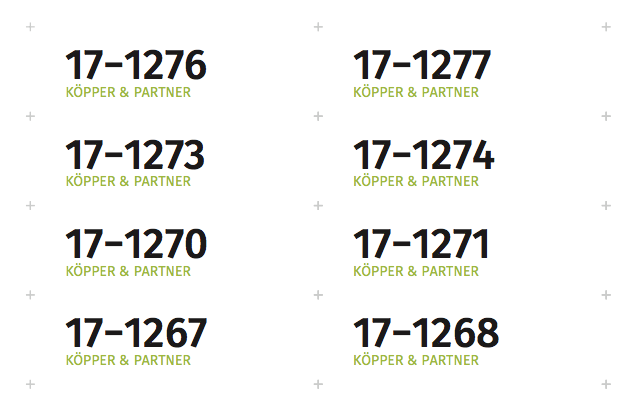 17–1276
KÖPPER & PARTNER
17–1277
KÖPPER & PARTNER
17–1273
KÖPPER & PARTNER
17–1274
KÖPPER & PARTNER
17–1270
KÖPPER & PARTNER
17–1271
KÖPPER & PARTNER
17–1267
KÖPPER & PARTNER
17–1268
KÖPPER & PARTNER